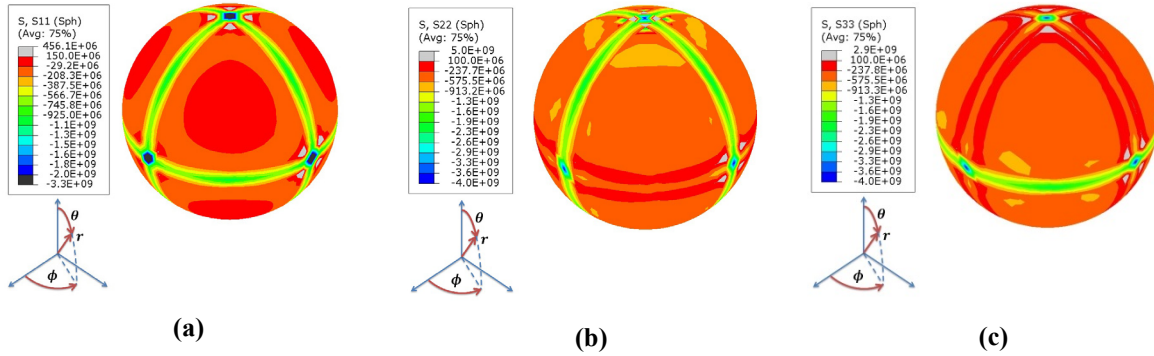 S, S11 (Sph)
(Avg: 75%)
456.1E+06
150.0E+06
-29.2E+06
-208.3E+06
-387.5E+06
-566.7E+06
-745.8E+06
-925.0E+06
-1.1E+09
-1.3E+09
-1.5E+09
-1.6E+09
-1.8E+09
-2.0E+09
-3.3E+09
θ
r
ϕ
(a)
S, S22 (Sph)
(Avg: 75%)
5.0E+09
100.0E+06
-237.7E+06
-575.5E+06
-913.2E+06
-1.3E+09
-1.6E+09
-1.9E+09
-2.3E+09
-2.6E+09
-2.9E+09
-3.3E+09
-3.6E+09
-4.0E+09
θ
r
ϕ
(b)
S, S33 (Sph)
(Avg: 75%)
2.9E+09
100.0E+06
-237.8E+06
-575.5E+06
-913.3E+06
-1.3E+09
-1.6E+09
-1.9E+09
-2.3E+09
-2.6E+09
-2.9E+09
-3.3E+09
-3.6E+09
-4.0E+09
θ
r
ϕ
(c)